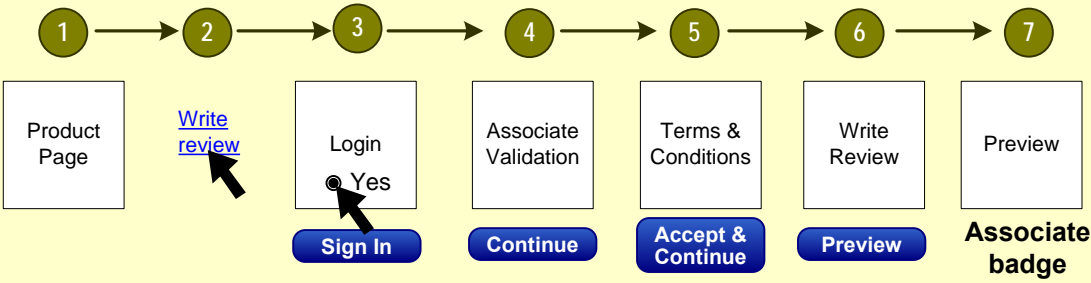 1 2 3 4 5 6 7
Product
Page
Write
review
Login
Yes
Sign In
Associate
Validation
Continue
Terms &
Conditions
Accept &
Continue
Write
Review
Preview
Preview
Associate
badge